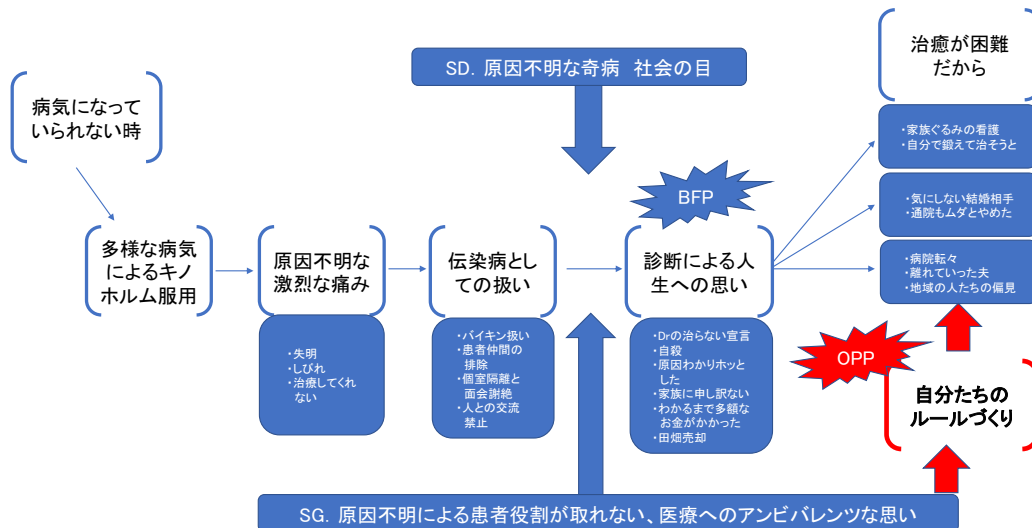 病気になって
いられない時
多様な病気
によるキノ
ホルム服用
原因不明な
激烈な痛み
・失明
・しびれ
・治療してくれ
ない
伝染病とし
ての扱い
・バイキン扱い
・患者仲間の
排除
・個室隔離と
面会謝絶
・人との交流
禁止
SD. 原因不明な奇病 社会の目
BFP
診断による人
生への思い
・Drの治らない宣言
・自殺
・原因わかりホッと
した
・家族に申し訳ない
・わかるまで多額な
お金がかかった
・田畑売却
治癒が困難
だから
・家族ぐるみの看護
・自分で鍛えて治そうと
・気にしない結婚相手
・通院もムダとやめた
・病院転々
・離れていった夫
・地域の人たちの偏見
OPP
自分たちの
ルールづくり
SG. 原因不明による患者役割が取れない、医療へのアンビバレンツな思い